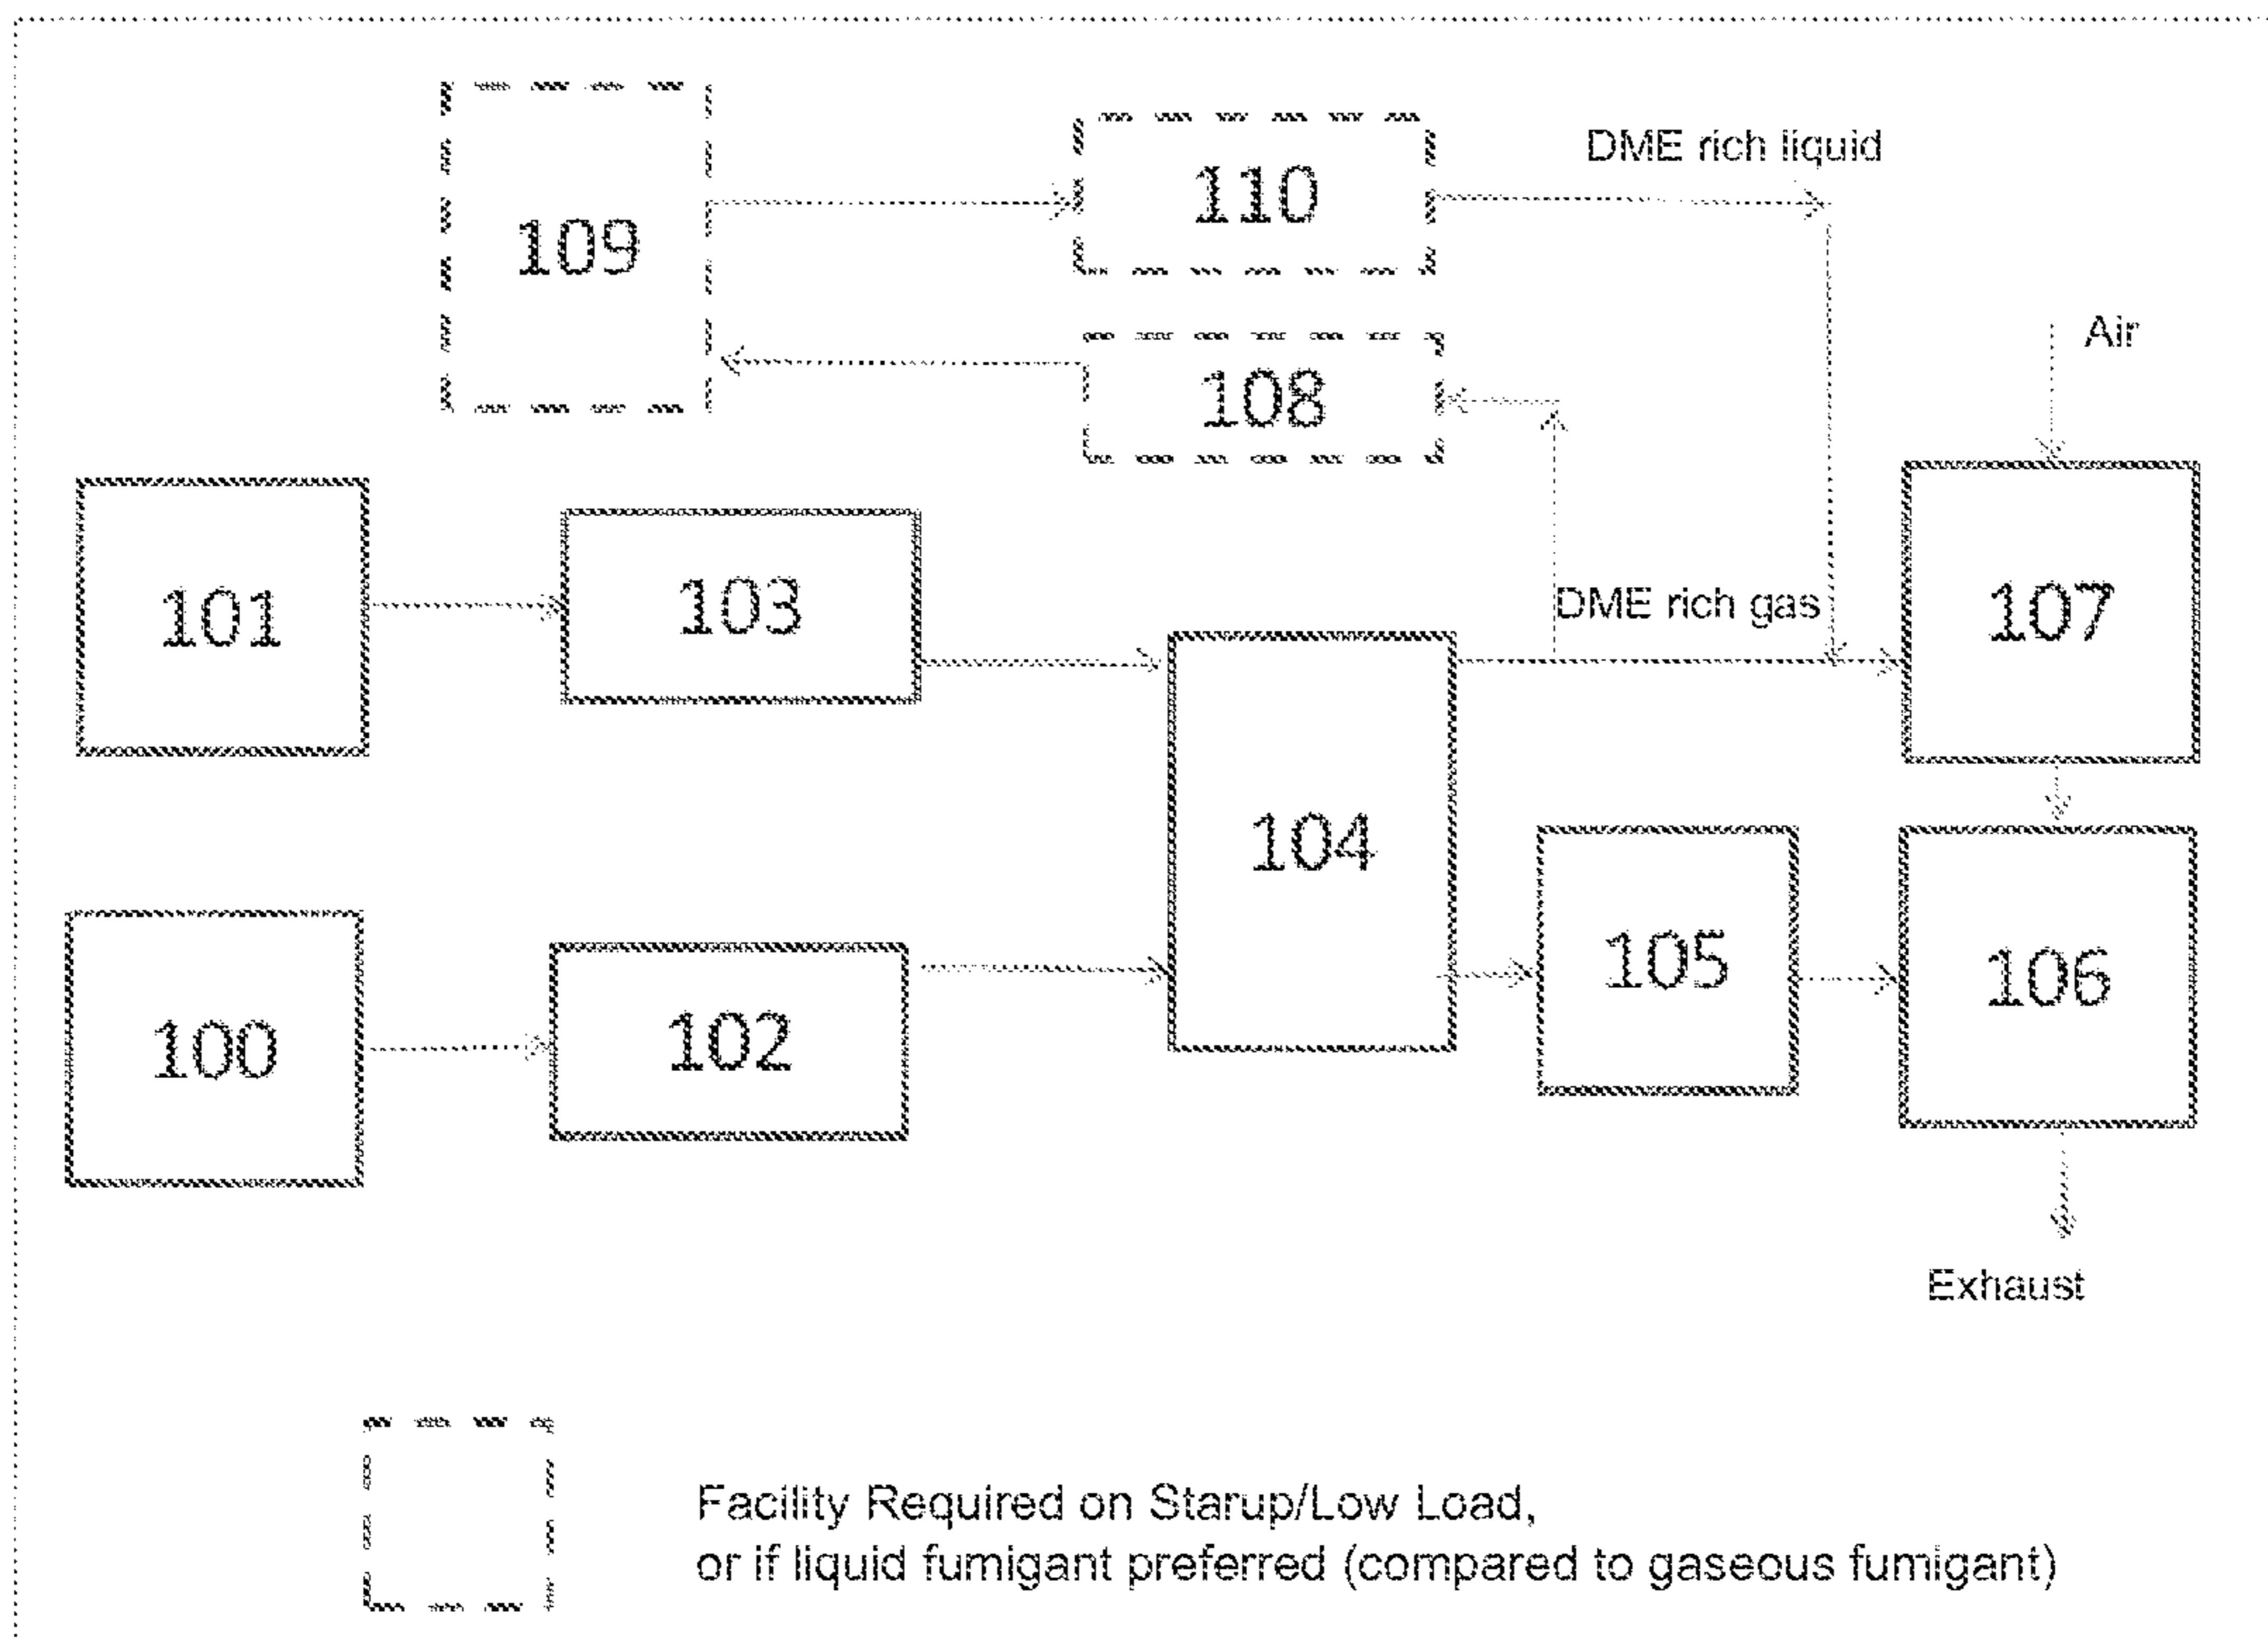 109
110
DME rich liquid
Air
108
101
103
DME rich gas
107
104
100
102
105
106
Exhaust
Facility Required on Starup/Low Load,
or if liquid fumigant preferred (compared to gaseous fumigant)